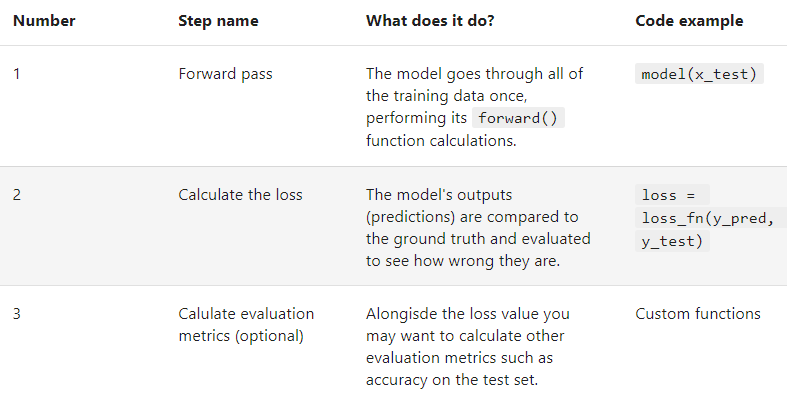 Number Step name What does it do? Code example
1 Forward pass The model goes through all of model(x_test)
the training data once,
performing its forward()
function calculations.
2 Calculate the loss The model's outputs loss =
(predictions) are compared to loss_fn(y_pred,
the ground truth and evaluated y_test)
to see how wrong they are.
3 Calulate evaluation Alongisde the loss value you Custom functions
metrics (optional) may want to calculate other
evaluation metrics such as
accuracy on the test set.